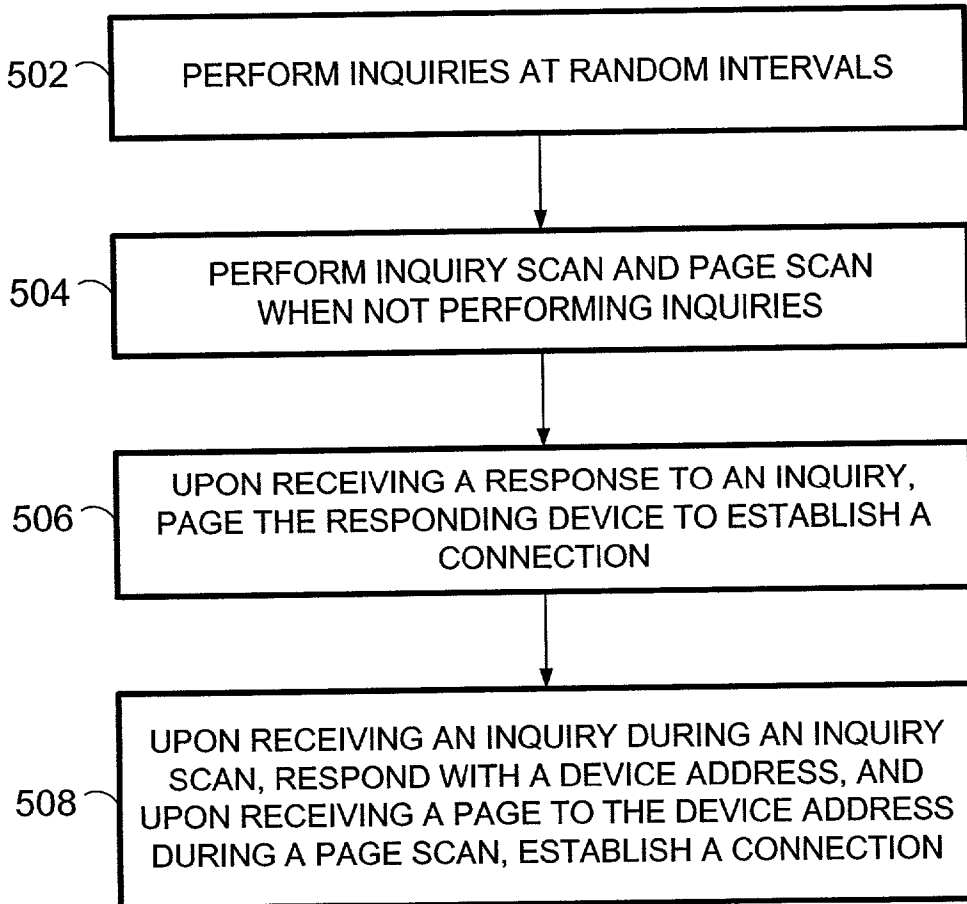 502
PERFORM INQUIRIES AT RANDOM INTERVALS
504
PERFORM INQUIRY SCAN AND PAGE SCAN
WHEN NOT PERFORMING INQUIRIES
506
UPON RECEIVING A RESPONSE TO AN INQUIRY,
PAGE THE RESPONDING DEVICE TO ESTABLISH A
CONNECTION
508
UPON RECEIVING AN INQUIRY DURING AN INQUIRY
SCAN, RESPOND WITH A DEVICE ADDRESS, AND
UPON RECEIVING A PAGE TO THE DEVICE ADDRESS
DURING A PAGE SCAN, ESTABLISH A CONNECTION